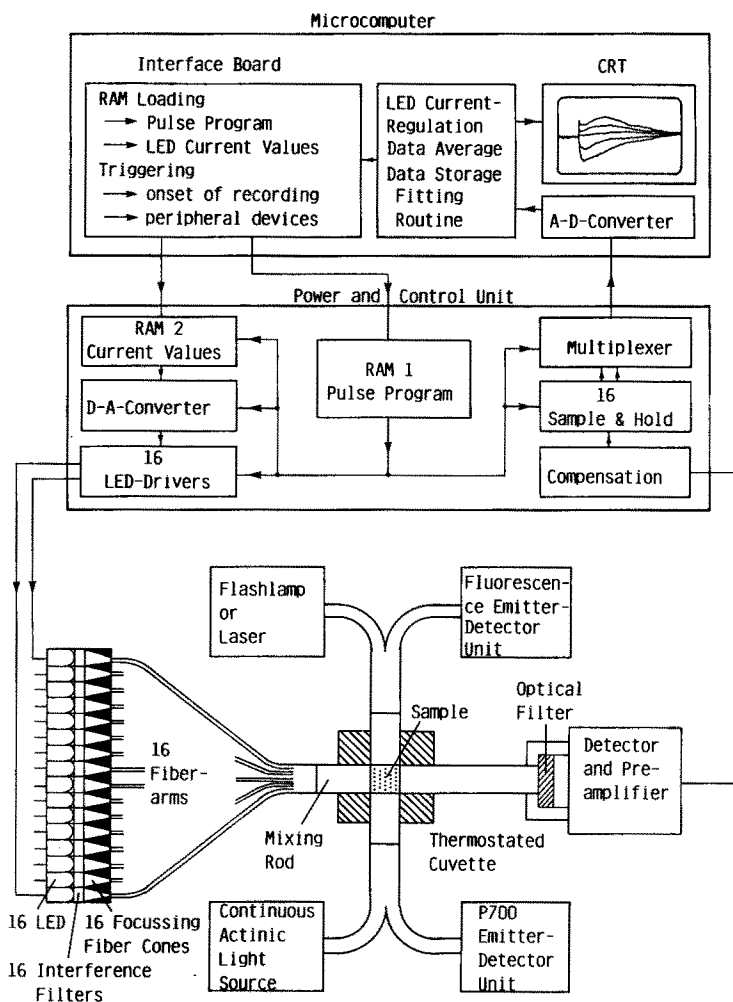 Microcomputer
Interface Board
CRT
RAM Loading
Pulse Program
LED Current Values
Triggering
onset of recording
peripheral devices
LED Current-
Regulation
Data Average
Data Storage
Fitting
Routine
A-D-Converter
Power and Control Unit
RAM 2
Current Values
D-A-Converter
16
LED-Drivers
RAM 1
Pulse Program
Multiplexer
16
Sample & Hold
Compensation
Flashlamp
or
Laser
Fluorescen-
ce Emitter-
Detector
Unit
Sample
Optical
Filter
Detector
and Pre-
amplifier
16
Fiber-
arms
Mixing
Rod
Thermostated
Cuvette
16 LED
16 Focussing
Fiber Cones
16 Interference
Filters
Continuous
Actinic
Light
Source
P700
Emitter-
Detector
Unit